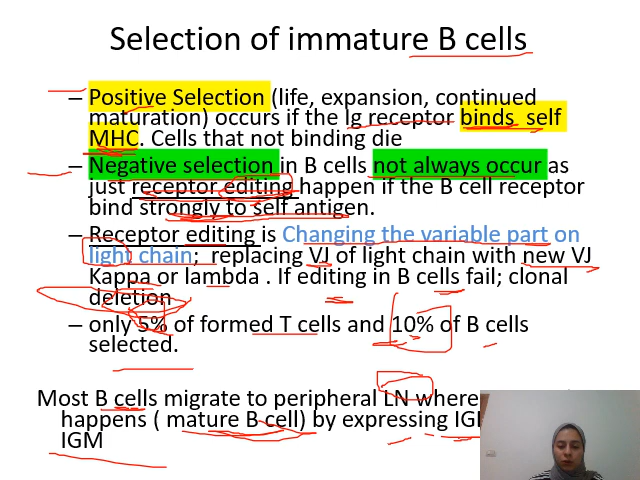 Selection of immature B cells
– Positive Selection (life, expansion, continued
maturation) occurs if the Ig receptor binds self
MHC. Cells that not binding die
– Negative selection in B cells not always occur as
just receptor editing happen if the B cell receptor
bind strongly to self antigen.
– Receptor editing is Changing the variable part on
light chain; replacing VJ of light chain with new VJ
Kappa or lambda . If editing in B cells fail; clonal
deletion
– only 5% of formed T cells and 10% of B cells
selected.
Most B cells migrate to peripheral LN where
happens ( mature B cell) by expressing
IGM